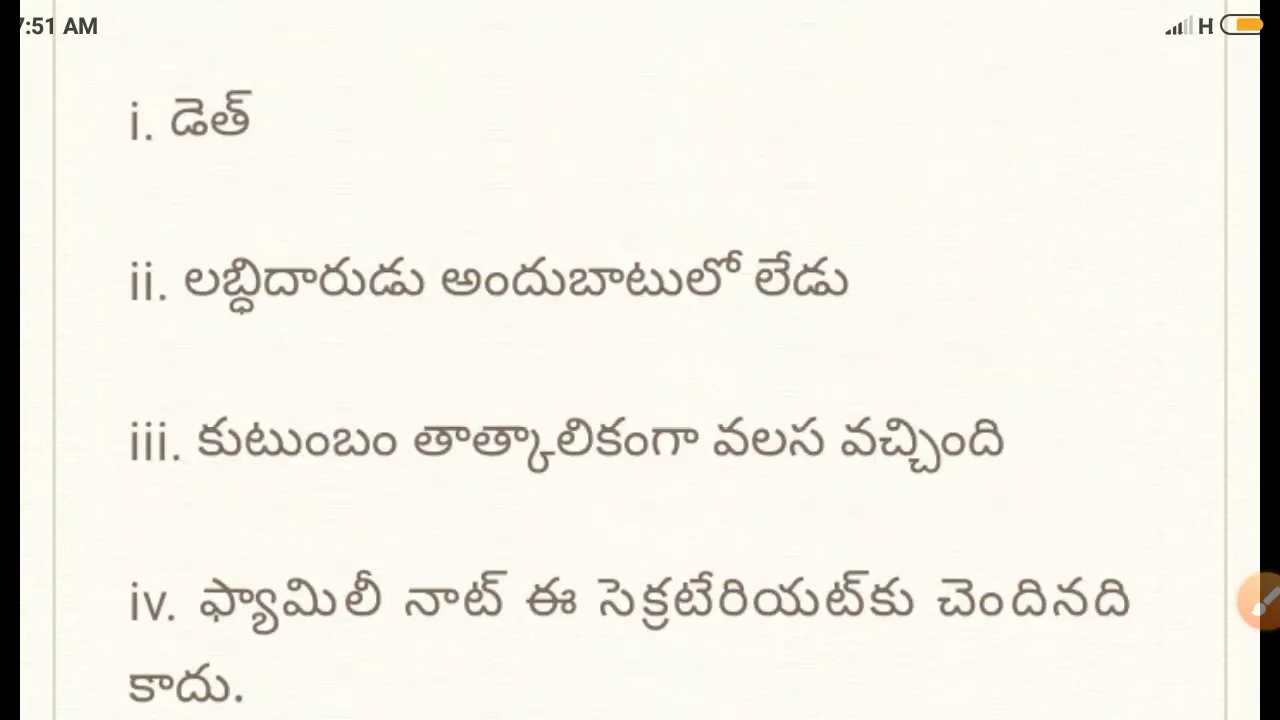 7:51 AM H
i. డెత్
ii. లబ్ధిదారుడు అందుబాటులో లేడు
iii. కుటుంబం తాత్కాలికంగా వలస వచ్చింది
iv. ఫ్యామిలీ నాట్ ఈ సెక్రటేరియట్‌కు చెందినది
కాదు.